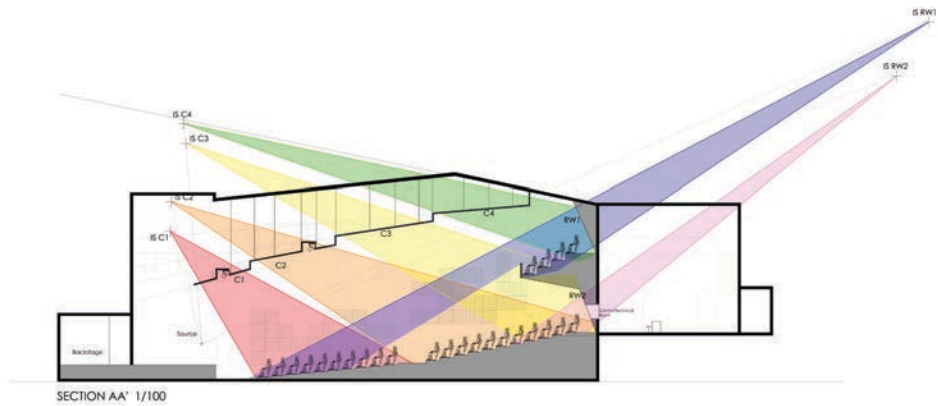 IS RW1
IS RW2
IS C4
IS C3
IS C2
IS C1
C4
RW1
C3
C2
C1
RW2
Source
Backstage
SECTION AA' 1/100